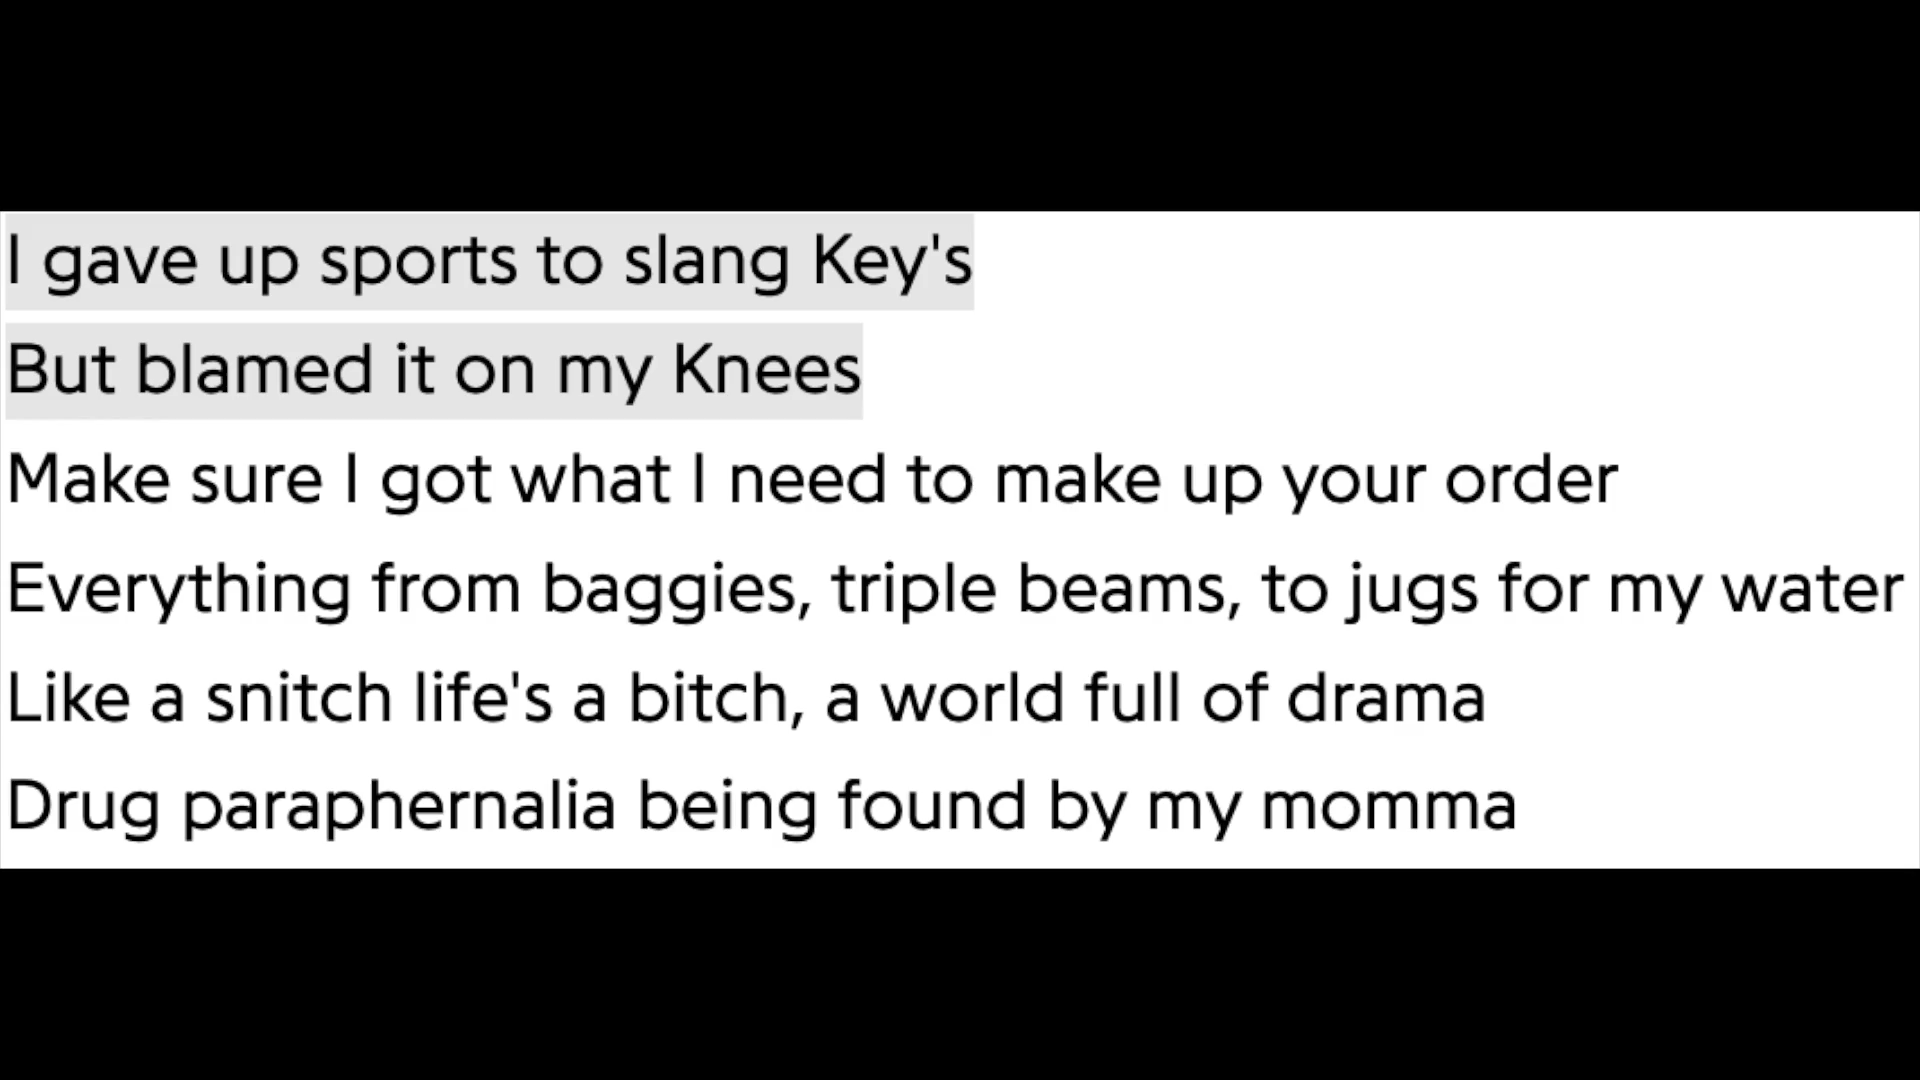 I gave up sports to slang Key's
But blamed it on my Knees
Make sure I got what I need to make up your order
Everything from baggies, triple beams, to jugs for my water
Like a snitch life's a bitch, a world full of drama
Drug paraphernalia being found by my momma